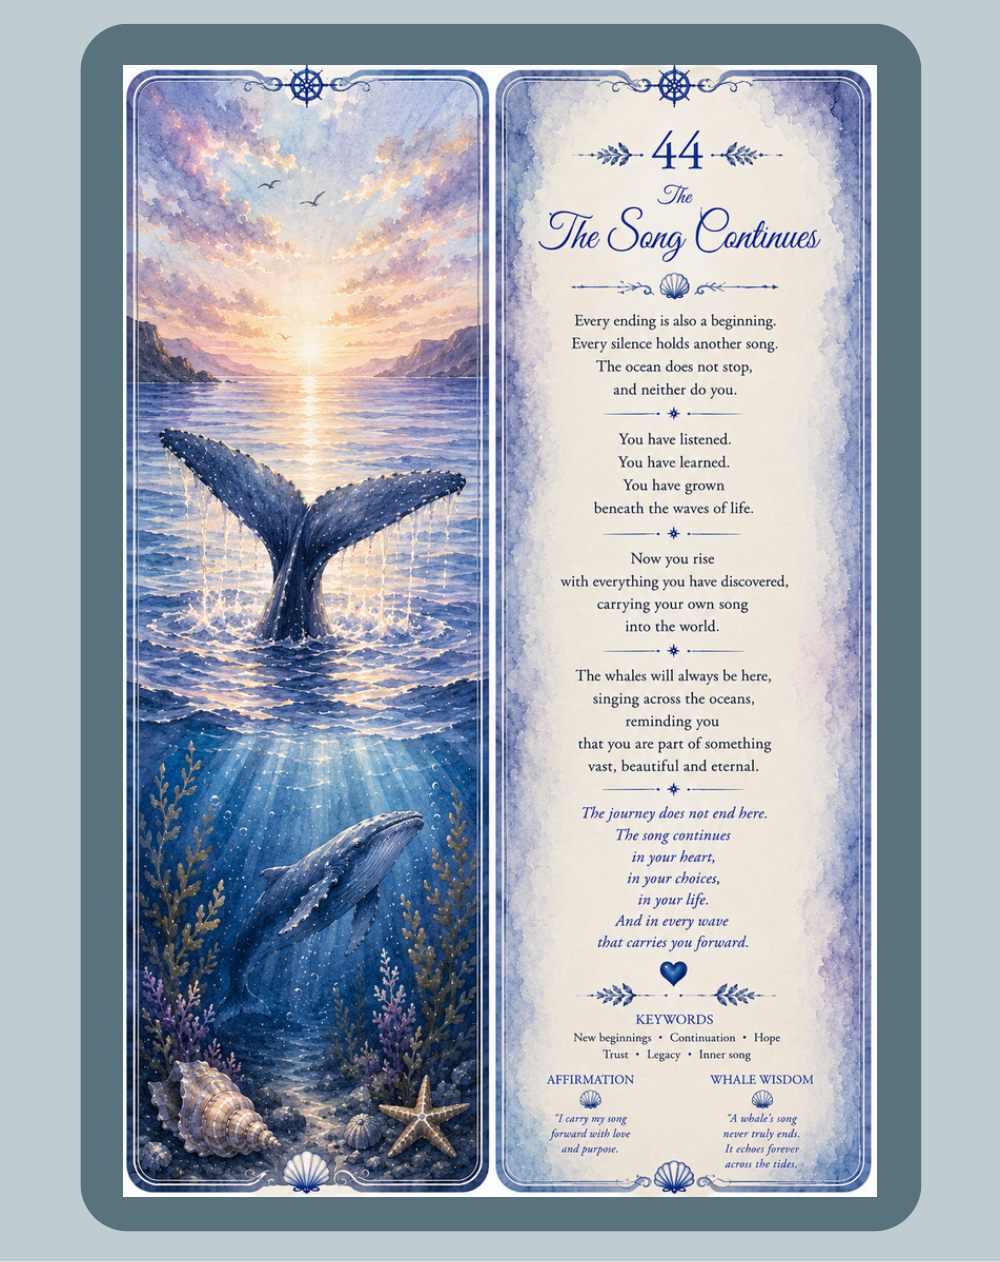 44
The
The Song Continues
Every ending is also a beginning.
Every silence holds another song.
The ocean does not stop,
and neither do you.
You have listened.
You have learned.
You have grown
beneath the waves of life.
Now you rise
with everything you have discovered,
carrying your own song
into the world.
The whales will always be here,
singing across the oceans,
reminding you
that you are part of something
vast, beautiful and eternal.
The journey does not end here.
The song continues
in your heart,
in your choices,
in your life.
And in every wave
that carries you forward.
KEYWORDS
New beginnings • Continuation • Hope
Trust • Legacy • Inner song
AFFIRMATION
"I carry my song
forward with love
and purpose.
WHALE WISDOM
"A whale's song
never truly ends.
It echoes forever
across the tides.